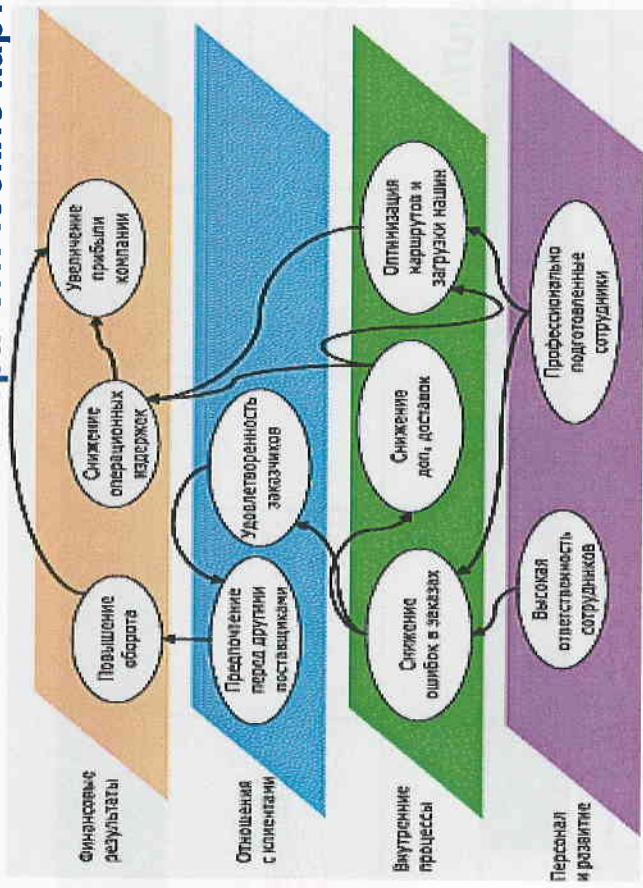 Финансовые
результаты
Повышение
оборота
Снижение
операционных
издержек
Увеличение
прибыли
компании
Отношения
с клиентами
Предпочтение
перед другими
поставщиками
Удовлетворенность
заказчиков
Внутренние
процессы
Снижение
ошибок в заказах
Снижение
доп. доставок
Оптимизация
маршрутов и
загрузки машин
Персонал
и развитие
Высокая
ответственность
сотрудников
Профессионально
подготовленные
сотрудники